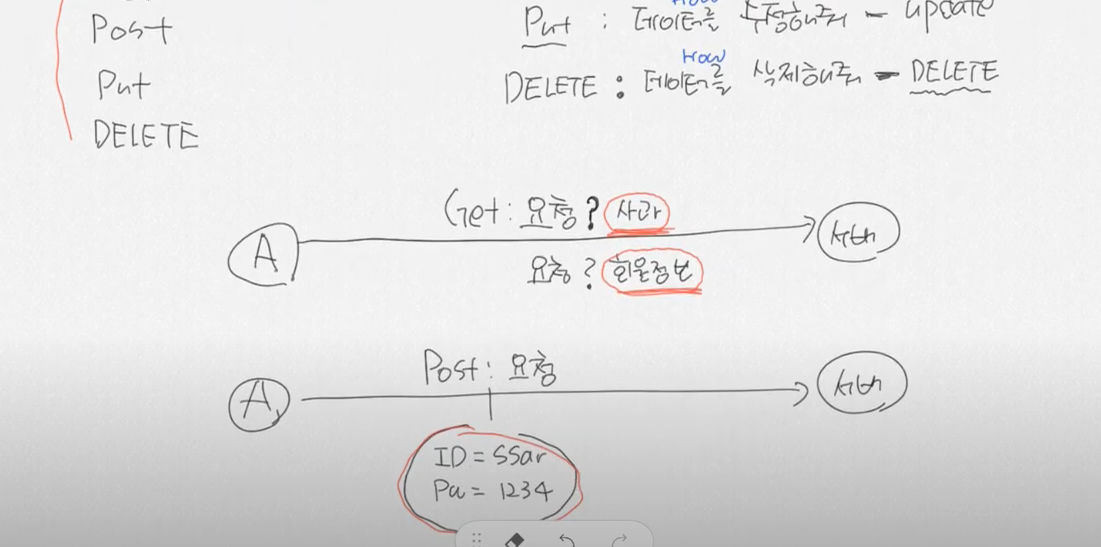 Post
Put
DELETE
How
Put : 데이터를 수정해줘 - update
How
DELETE : 데이터를 삭제해줘 - DELETE
Get : 요청 ? 사과
A
서버
요청 ? 회원정보
Post : 요청
A
서버
ID = SSar
Pw = 1234